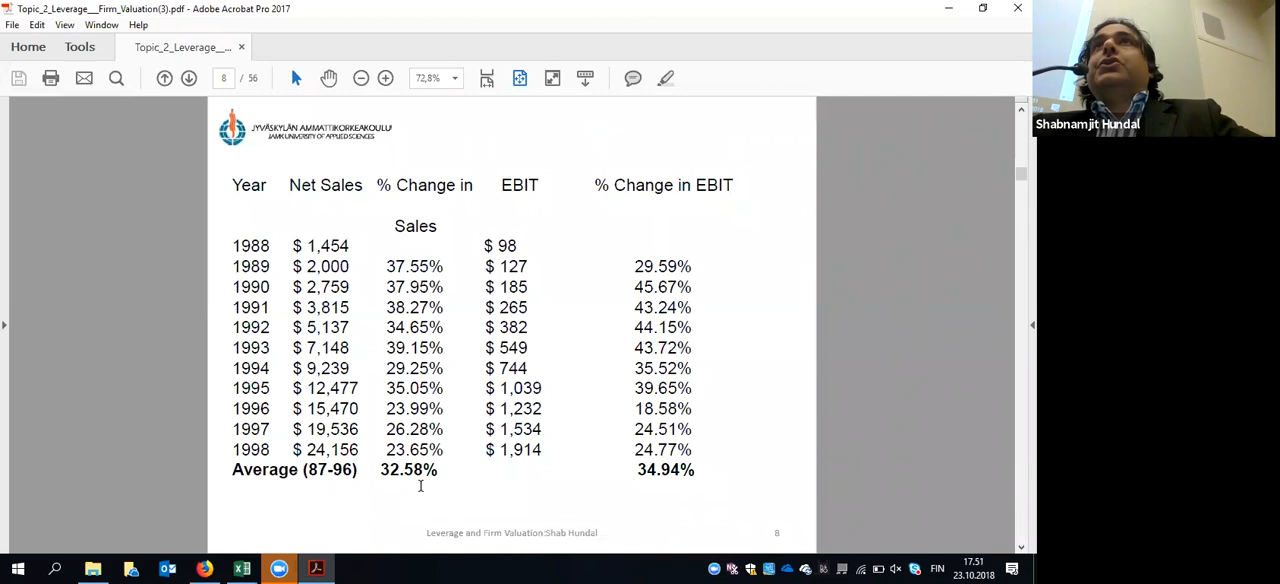 Topic_2_Leverage__Firm_Valuation(3).pdf - Adobe Acrobat Pro 2017
File Edit View Window Help
Home Tools Topic_2_Leverage__... ×
8 / 56 72,8%
Shabnamjit Hundal
JYVÄSKYLÄN AMMATTIKORKEAKOULU
JAMK UNIVERSITY OF APPLIED SCIENCES
Year Net Sales % Change in EBIT % Change in EBIT
Sales
1988 $ 1,454 $ 98
1989 $ 2,000 37.55% $ 127 29.59%
1990 $ 2,759 37.95% $ 185 45.67%
1991 $ 3,815 38.27% $ 265 43.24%
1992 $ 5,137 34.65% $ 382 44.15%
1993 $ 7,148 39.15% $ 549 43.72%
1994 $ 9,239 29.25% $ 744 35.52%
1995 $ 12,477 35.05% $ 1,039 39.65%
1996 $ 15,470 23.99% $ 1,232 18.58%
1997 $ 19,536 26.28% $ 1,534 24.51%
1998 $ 24,156 23.65% $ 1,914 24.77%
Average (87-96) 32.58% 34.94%
Leverage and Firm Valuation:Shab Hundal 8
FIN 17.51
23.10.2018